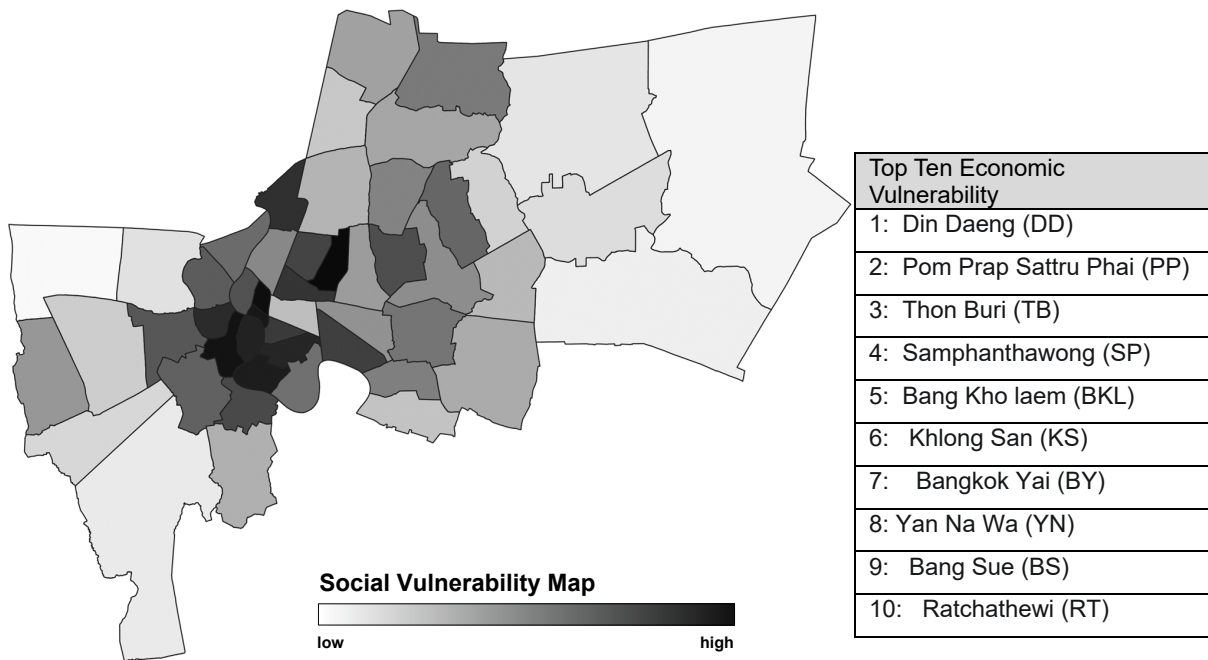 Social Vulnerability Map
low high
Top Ten Economic
Vulnerability
1: Din Daeng (DD)
2: Pom Prap Sattru Phai (PP)
3: Thon Buri (TB)
4: Samphanthawong (SP)
5: Bang Kho laem (BKL)
6: Khlong San (KS)
7: Bangkok Yai (BY)
8: Yan Na Wa (YN)
9: Bang Sue (BS)
10: Ratchathewi (RT)